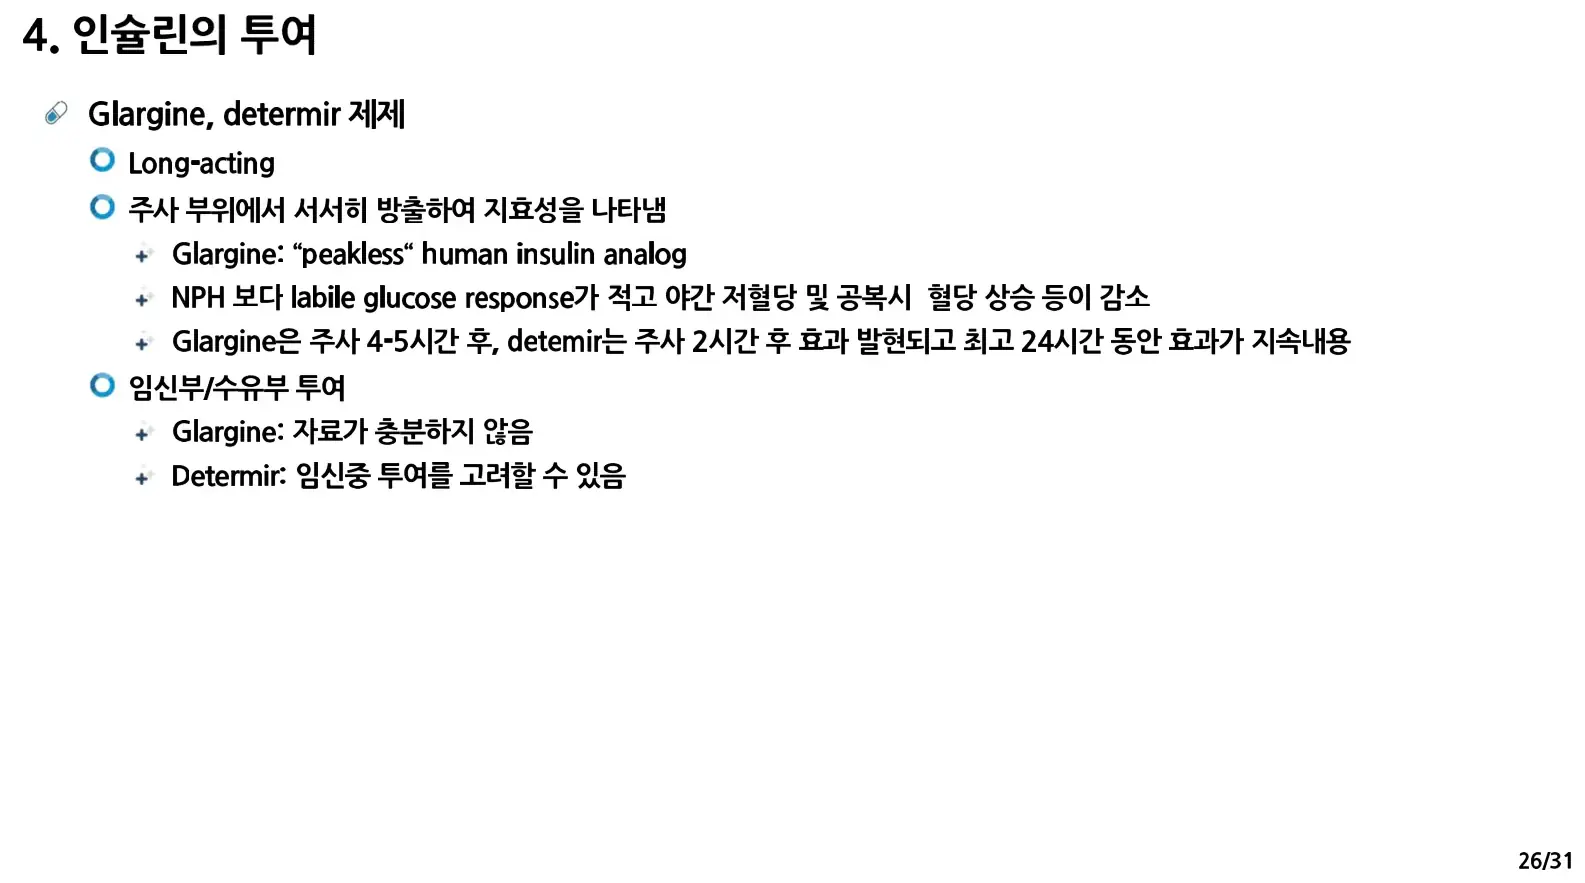 4. 인슐린의 투여
Glargine, determir 제제
Long-acting
주사 부위에서 서서히 방출하여 지효성을 나타냄
Glargine: “peakless“ human insulin analog
NPH 보다 labile glucose response가 적고 야간 저혈당 및 공복시 혈당 상승 등이 감소
Glargine은 주사 4-5시간 후, detemir는 주사 2시간 후 효과 발현되고 최고 24시간 동안 효과가 지속내용
임신부/수유부 투여
Glargine: 자료가 충분하지 않음
Determir: 임신중 투여를 고려할 수 있음
26/31